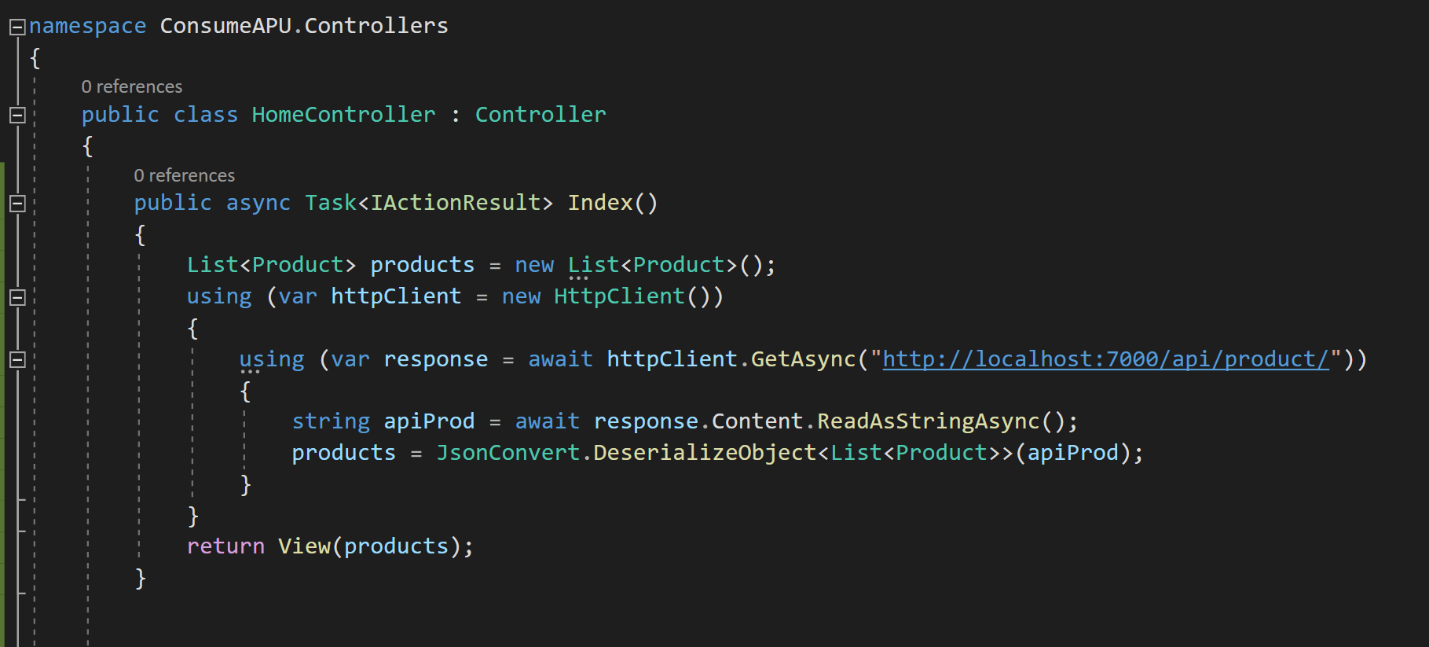 namespace ConsumeAPU.Controllers
{
0 references
public class HomeController : Controller
{
0 references
public async Task<IActionResult> Index()
{
List<Product> products = new List<Product>();
using (var httpClient = new HttpClient())
{
using (var response = await httpClient.GetAsync("http://localhost:7000/api/product/"))
{
string apiProd = await response.Content.ReadAsStringAsync();
products = JsonConvert.DeserializeObject<List<Product>>(apiProd);
}
}
return View(products);
}